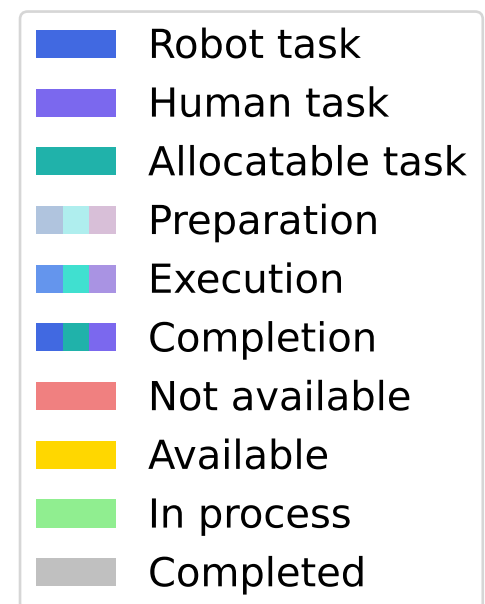 Robot task
Human task
Allocatable task
Preparation
Execution
Completion
Not available
Available
In process
Completed